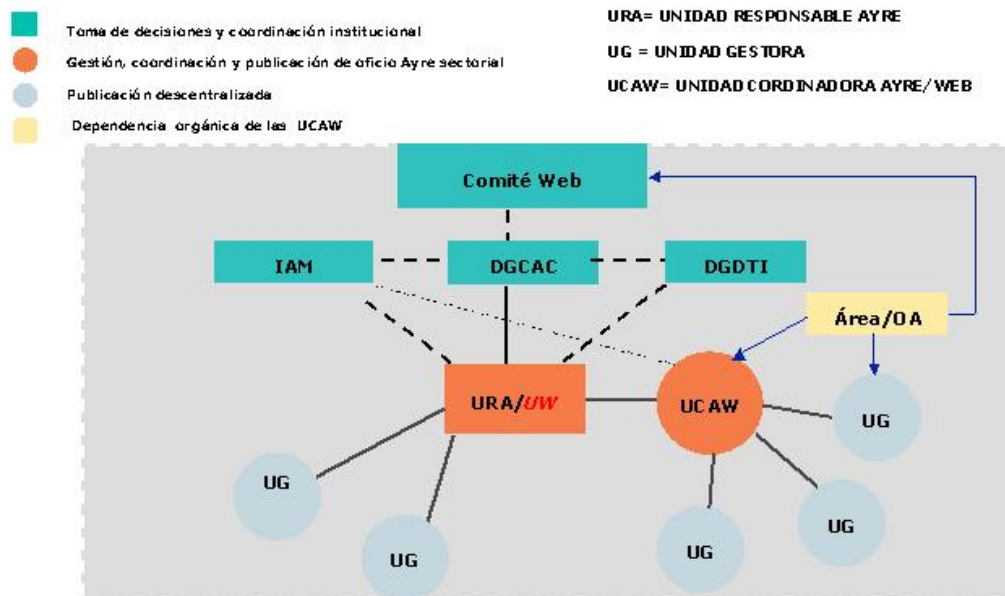 Toma de decisiones y coordinación institucional
Gestión, coordinación y publicación de oficio Ayre sectorial
Publicación descentralizada
Dependencia orgánica de las UCAW
URA= UNIDAD RESPONSABLE AYRE
UG = UNIDAD GESTORA
UCAW= UNIDAD CORDINADORA AYRE/WEB
Comité Web
IAM
DGCAC
DGDTI
Área/OA
URA/UW
UCAW
UG
UG
UG
UG
UG